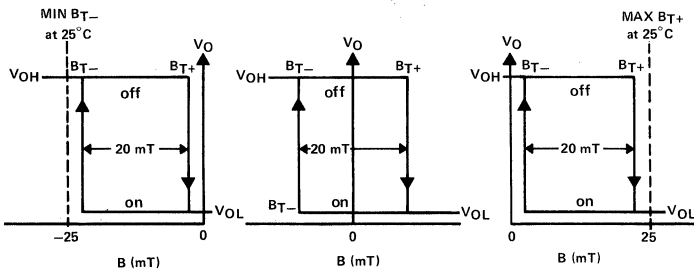 MIN BT−
at 25°C
VO
VOH
BT−
BT+
off
20 mT
on
VOL
−25
0
B (mT)
VO
VOH
BT−
BT+
off
20 mT
BT−
on
VOL
0
B (mT)
MAX BT+
at 25°C
VO
VOH
BT−
BT+
off
20 mT
on
VOL
0
25
B (mT)